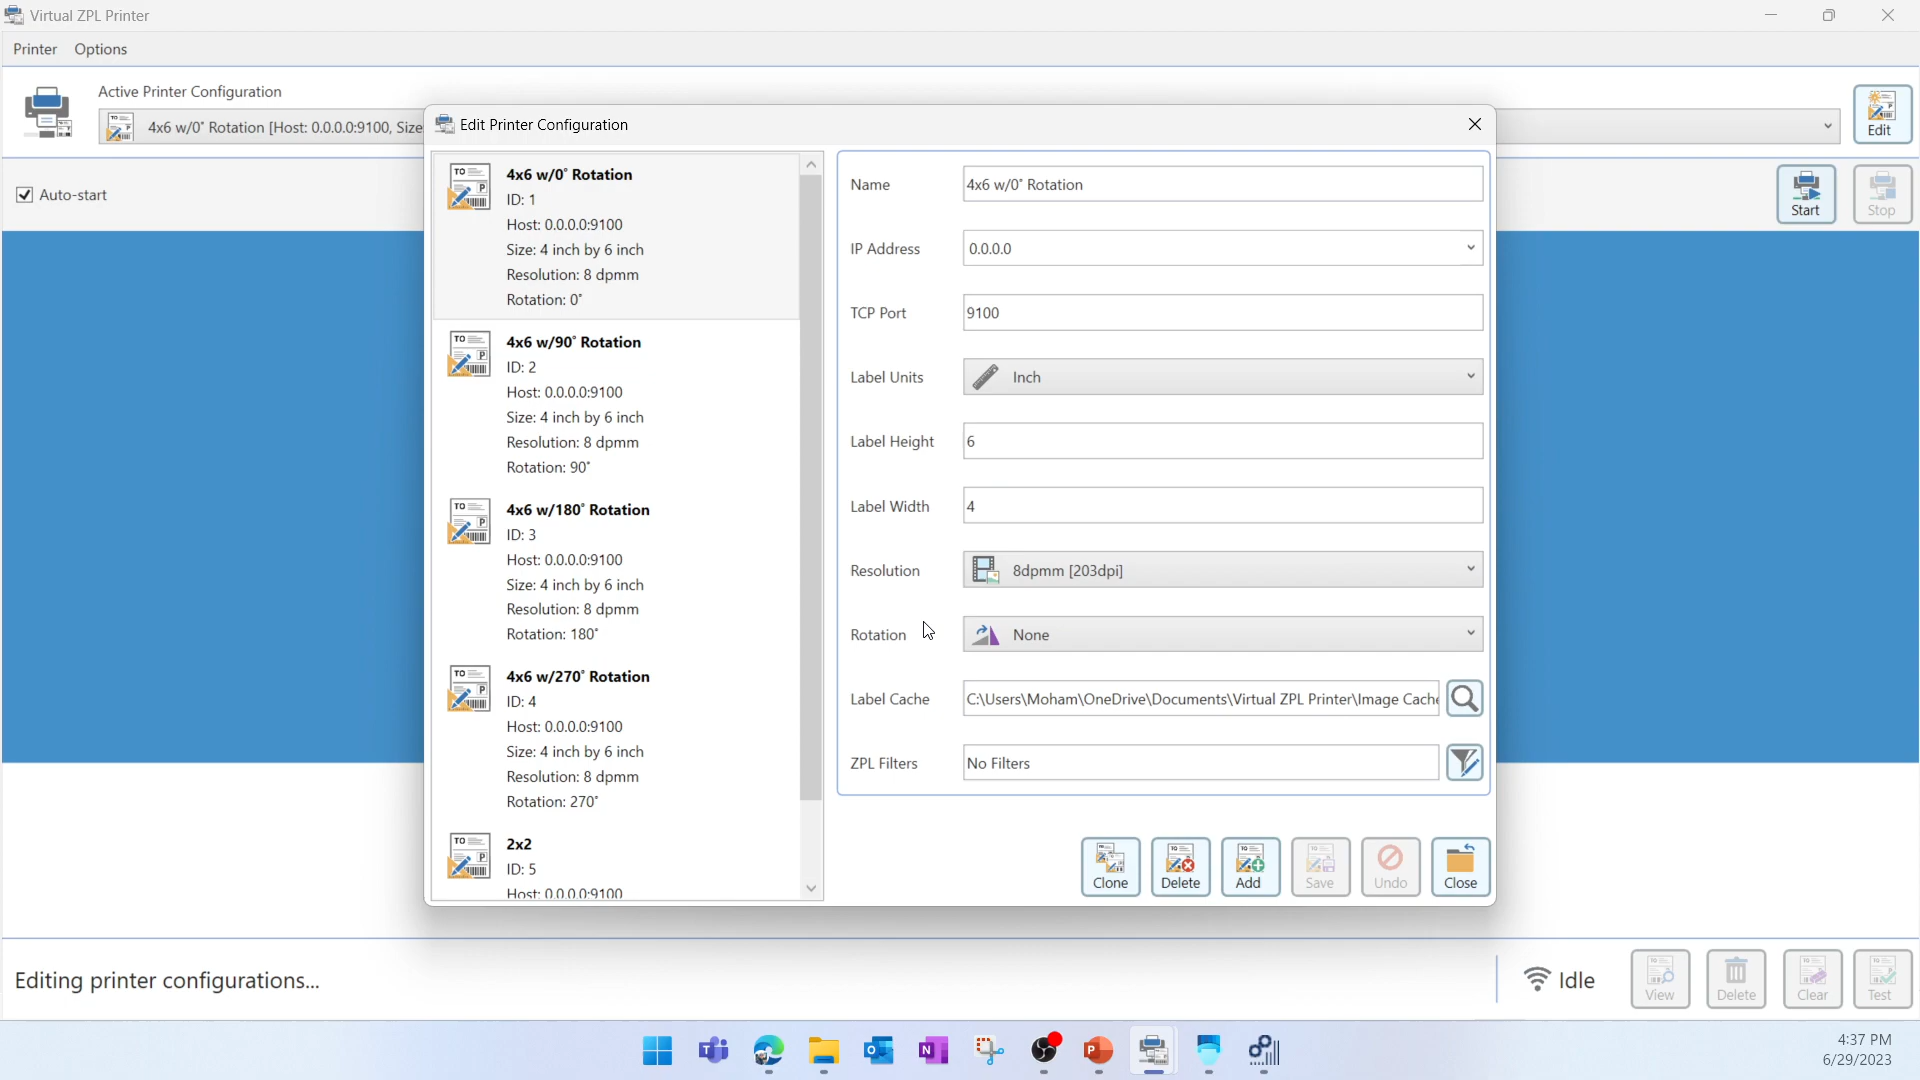 Virtual ZPL Printer
Printer Options
Active Printer Configuration
4x6 w/0° Rotation [Host: 0.0.0.0:9100, Size
Edit
Auto-start
Start
Stop
Edit Printer Configuration
4x6 w/0° Rotation
ID: 1
Host: 0.0.0.0:9100
Size: 4 inch by 6 inch
Resolution: 8 dpmm
Rotation: 0°
4x6 w/90° Rotation
ID: 2
Host: 0.0.0.0:9100
Size: 4 inch by 6 inch
Resolution: 8 dpmm
Rotation: 90°
4x6 w/180° Rotation
ID: 3
Host: 0.0.0.0:9100
Size: 4 inch by 6 inch
Resolution: 8 dpmm
Rotation: 180°
4x6 w/270° Rotation
ID: 4
Host: 0.0.0.0:9100
Size: 4 inch by 6 inch
Resolution: 8 dpmm
Rotation: 270°
2x2
ID: 5
Host: 0.0.0.0:9100
Name 4x6 w/0° Rotation
IP Address 0.0.0.0
TCP Port 9100
Label Units Inch
Label Height 6
Label Width 4
Resolution 8dpmm [203dpi]
Rotation None
Label Cache C:\Users\Moham\OneDrive\Documents\Virtual ZPL Printer\Image Cache
ZPL Filters No Filters
Clone Delete Add Save Undo Close
Editing printer configurations...
Idle
View Delete Clear Test
4:37 PM
6/29/2023